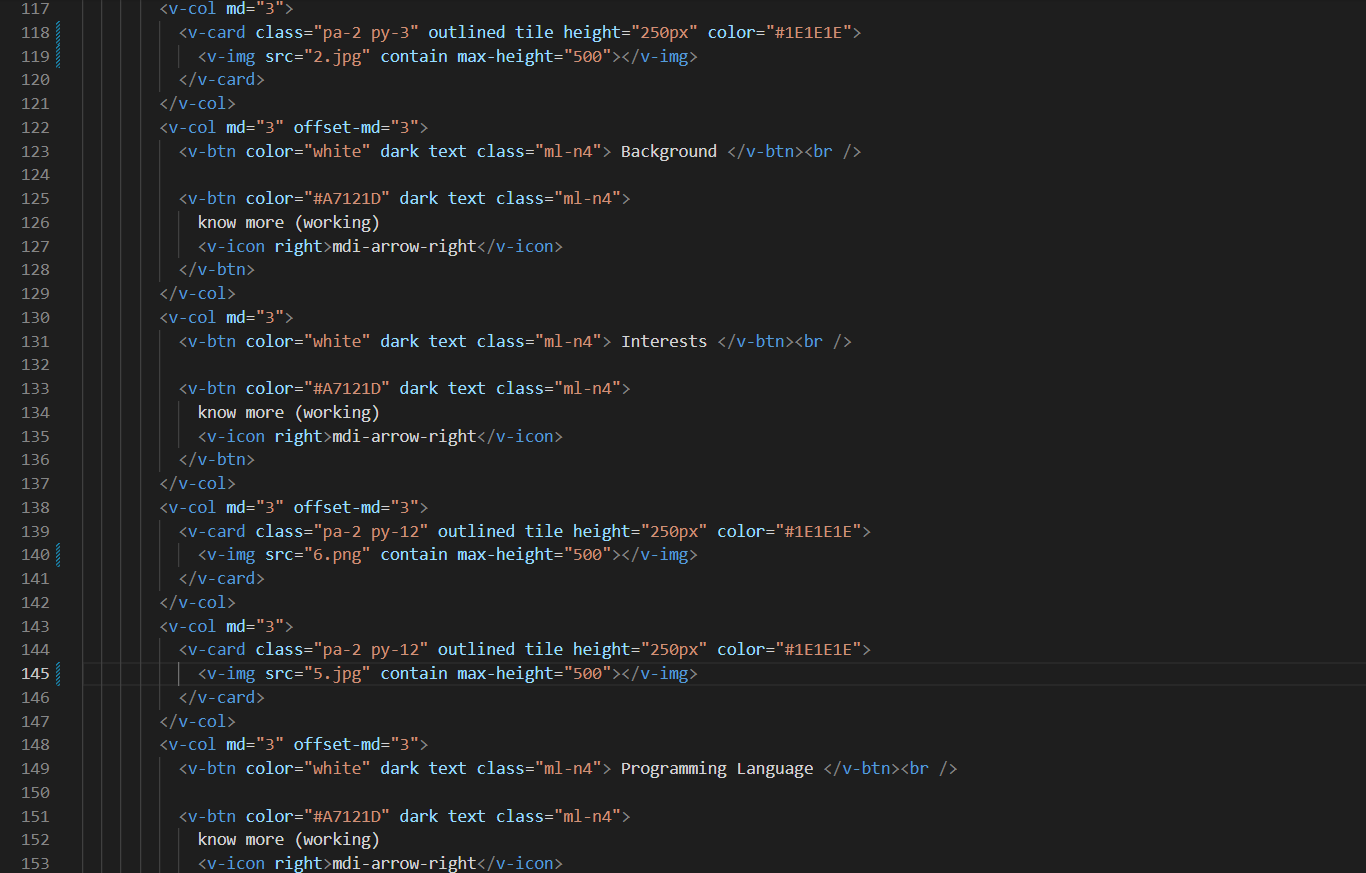 117 <v-col md="3">
118 <v-card class="pa-2 py-3" outlined tile height="250px" color="#1E1E1E">
119 <v-img src="2.jpg" contain max-height="500"></v-img>
120 </v-card>
121 </v-col>
122 <v-col md="3" offset-md="3">
123 <v-btn color="white" dark text class="ml-n4"> Background </v-btn><br />
124
125 <v-btn color="#A7121D" dark text class="ml-n4">
126 know more (working)
127 <v-icon right>mdi-arrow-right</v-icon>
128 </v-btn>
129 </v-col>
130 <v-col md="3">
131 <v-btn color="white" dark text class="ml-n4"> Interests </v-btn><br />
132
133 <v-btn color="#A7121D" dark text class="ml-n4">
134 know more (working)
135 <v-icon right>mdi-arrow-right</v-icon>
136 </v-btn>
137 </v-col>
138 <v-col md="3" offset-md="3">
139 <v-card class="pa-2 py-12" outlined tile height="250px" color="#1E1E1E">
140 <v-img src="6.png" contain max-height="500"></v-img>
141 </v-card>
142 </v-col>
143 <v-col md="3">
144 <v-card class="pa-2 py-12" outlined tile height="250px" color="#1E1E1E">
145 <v-img src="5.jpg" contain max-height="500"></v-img>
146 </v-card>
147 </v-col>
148 <v-col md="3" offset-md="3">
149 <v-btn color="white" dark text class="ml-n4"> Programming Language </v-btn><br />
150
151 <v-btn color="#A7121D" dark text class="ml-n4">
152 know more (working)
153 <v-icon right>mdi-arrow-right</v-icon>